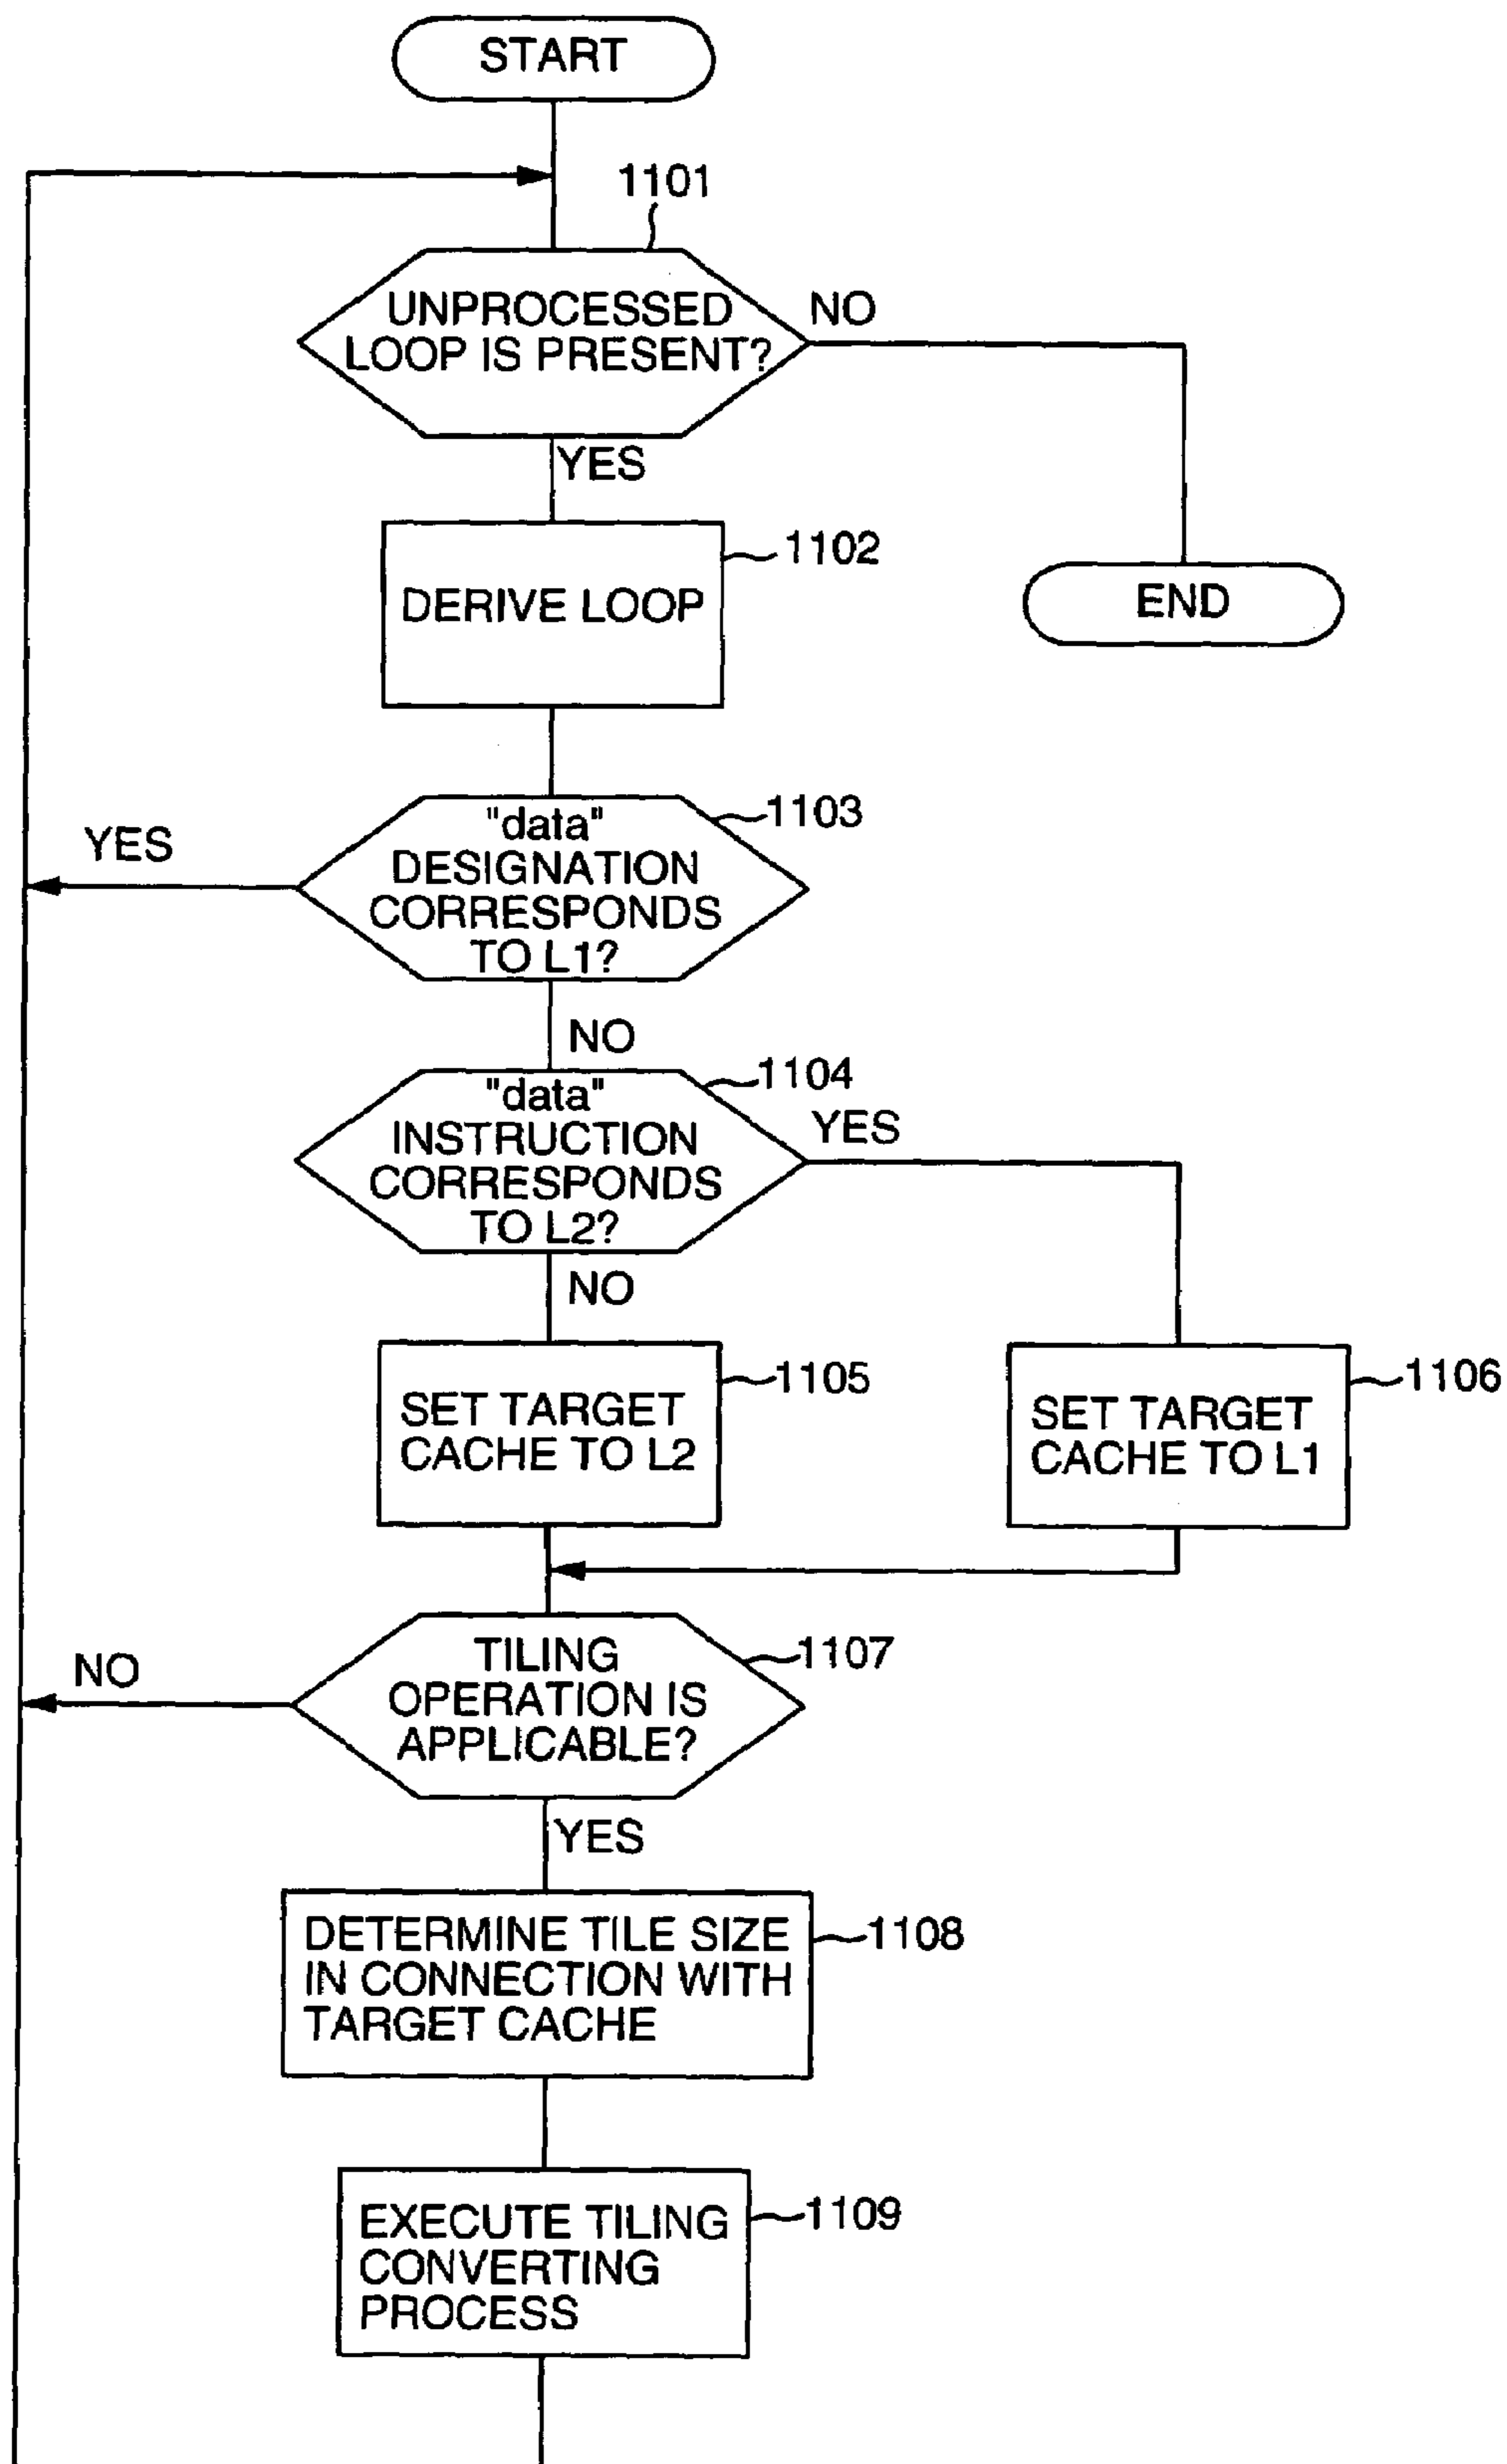 START
1101
UNPROCESSED
LOOP IS PRESENT?
NO
YES
1102
DERIVE LOOP
END
1103
"data"
DESIGNATION
CORRESPONDS
TO L1?
YES
NO
1104
"data"
INSTRUCTION
CORRESPONDS
TO L2?
YES
NO
1105
SET TARGET
CACHE TO L2
1106
SET TARGET
CACHE TO L1
1107
TILING
OPERATION IS
APPLICABLE?
NO
YES
1108
DETERMINE TILE SIZE
IN CONNECTION WITH
TARGET CACHE
1109
EXECUTE TILING
CONVERTING
PROCESS